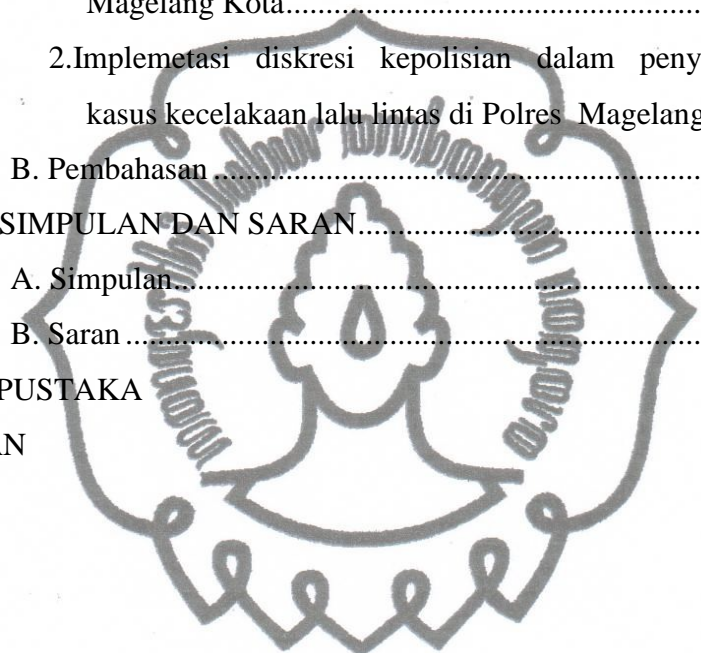 Magelang Kota..............................................
2.Implemetasi diskresi kepolisian dalam peny
kasus kecelakaan lalu lintas di Polres Magelang
B. Pembahasan..............................................
SIMPULAN DAN SARAN..............................................
A. Simpulan..............................................
B. Saran..............................................
PUSTAKA
AN